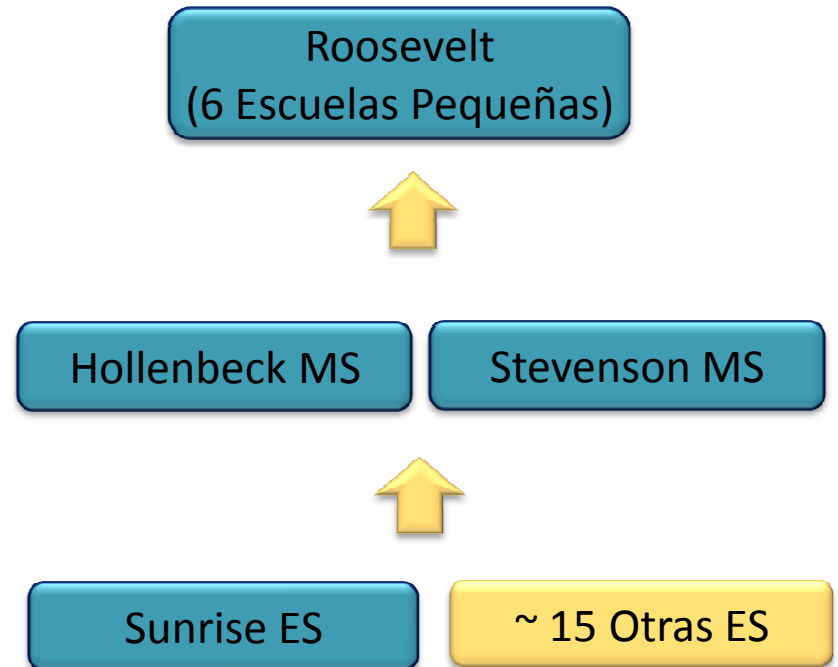 Roosevelt
(6 Escuelas Pequeñas)
Hollenbeck MS
Stevenson MS
Sunrise ES
~ 15 Otras ES